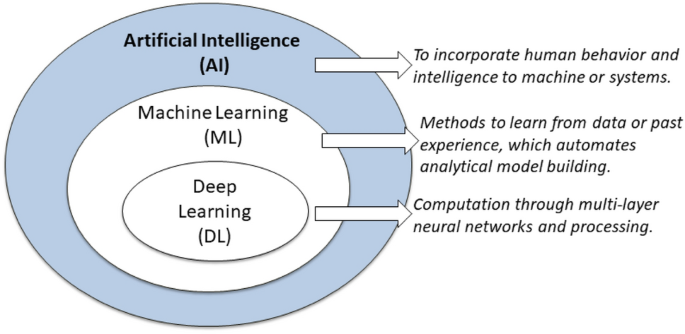 Artificial Intelligence
(AI)
To incorporate human behavior and
intelligence to machine or systems.
Machine Learning
(ML)
Methods to learn from data or past
experience, which automates
analytical model building.
Deep
Learning
(DL)
Computation through multi-layer
neural networks and processing.